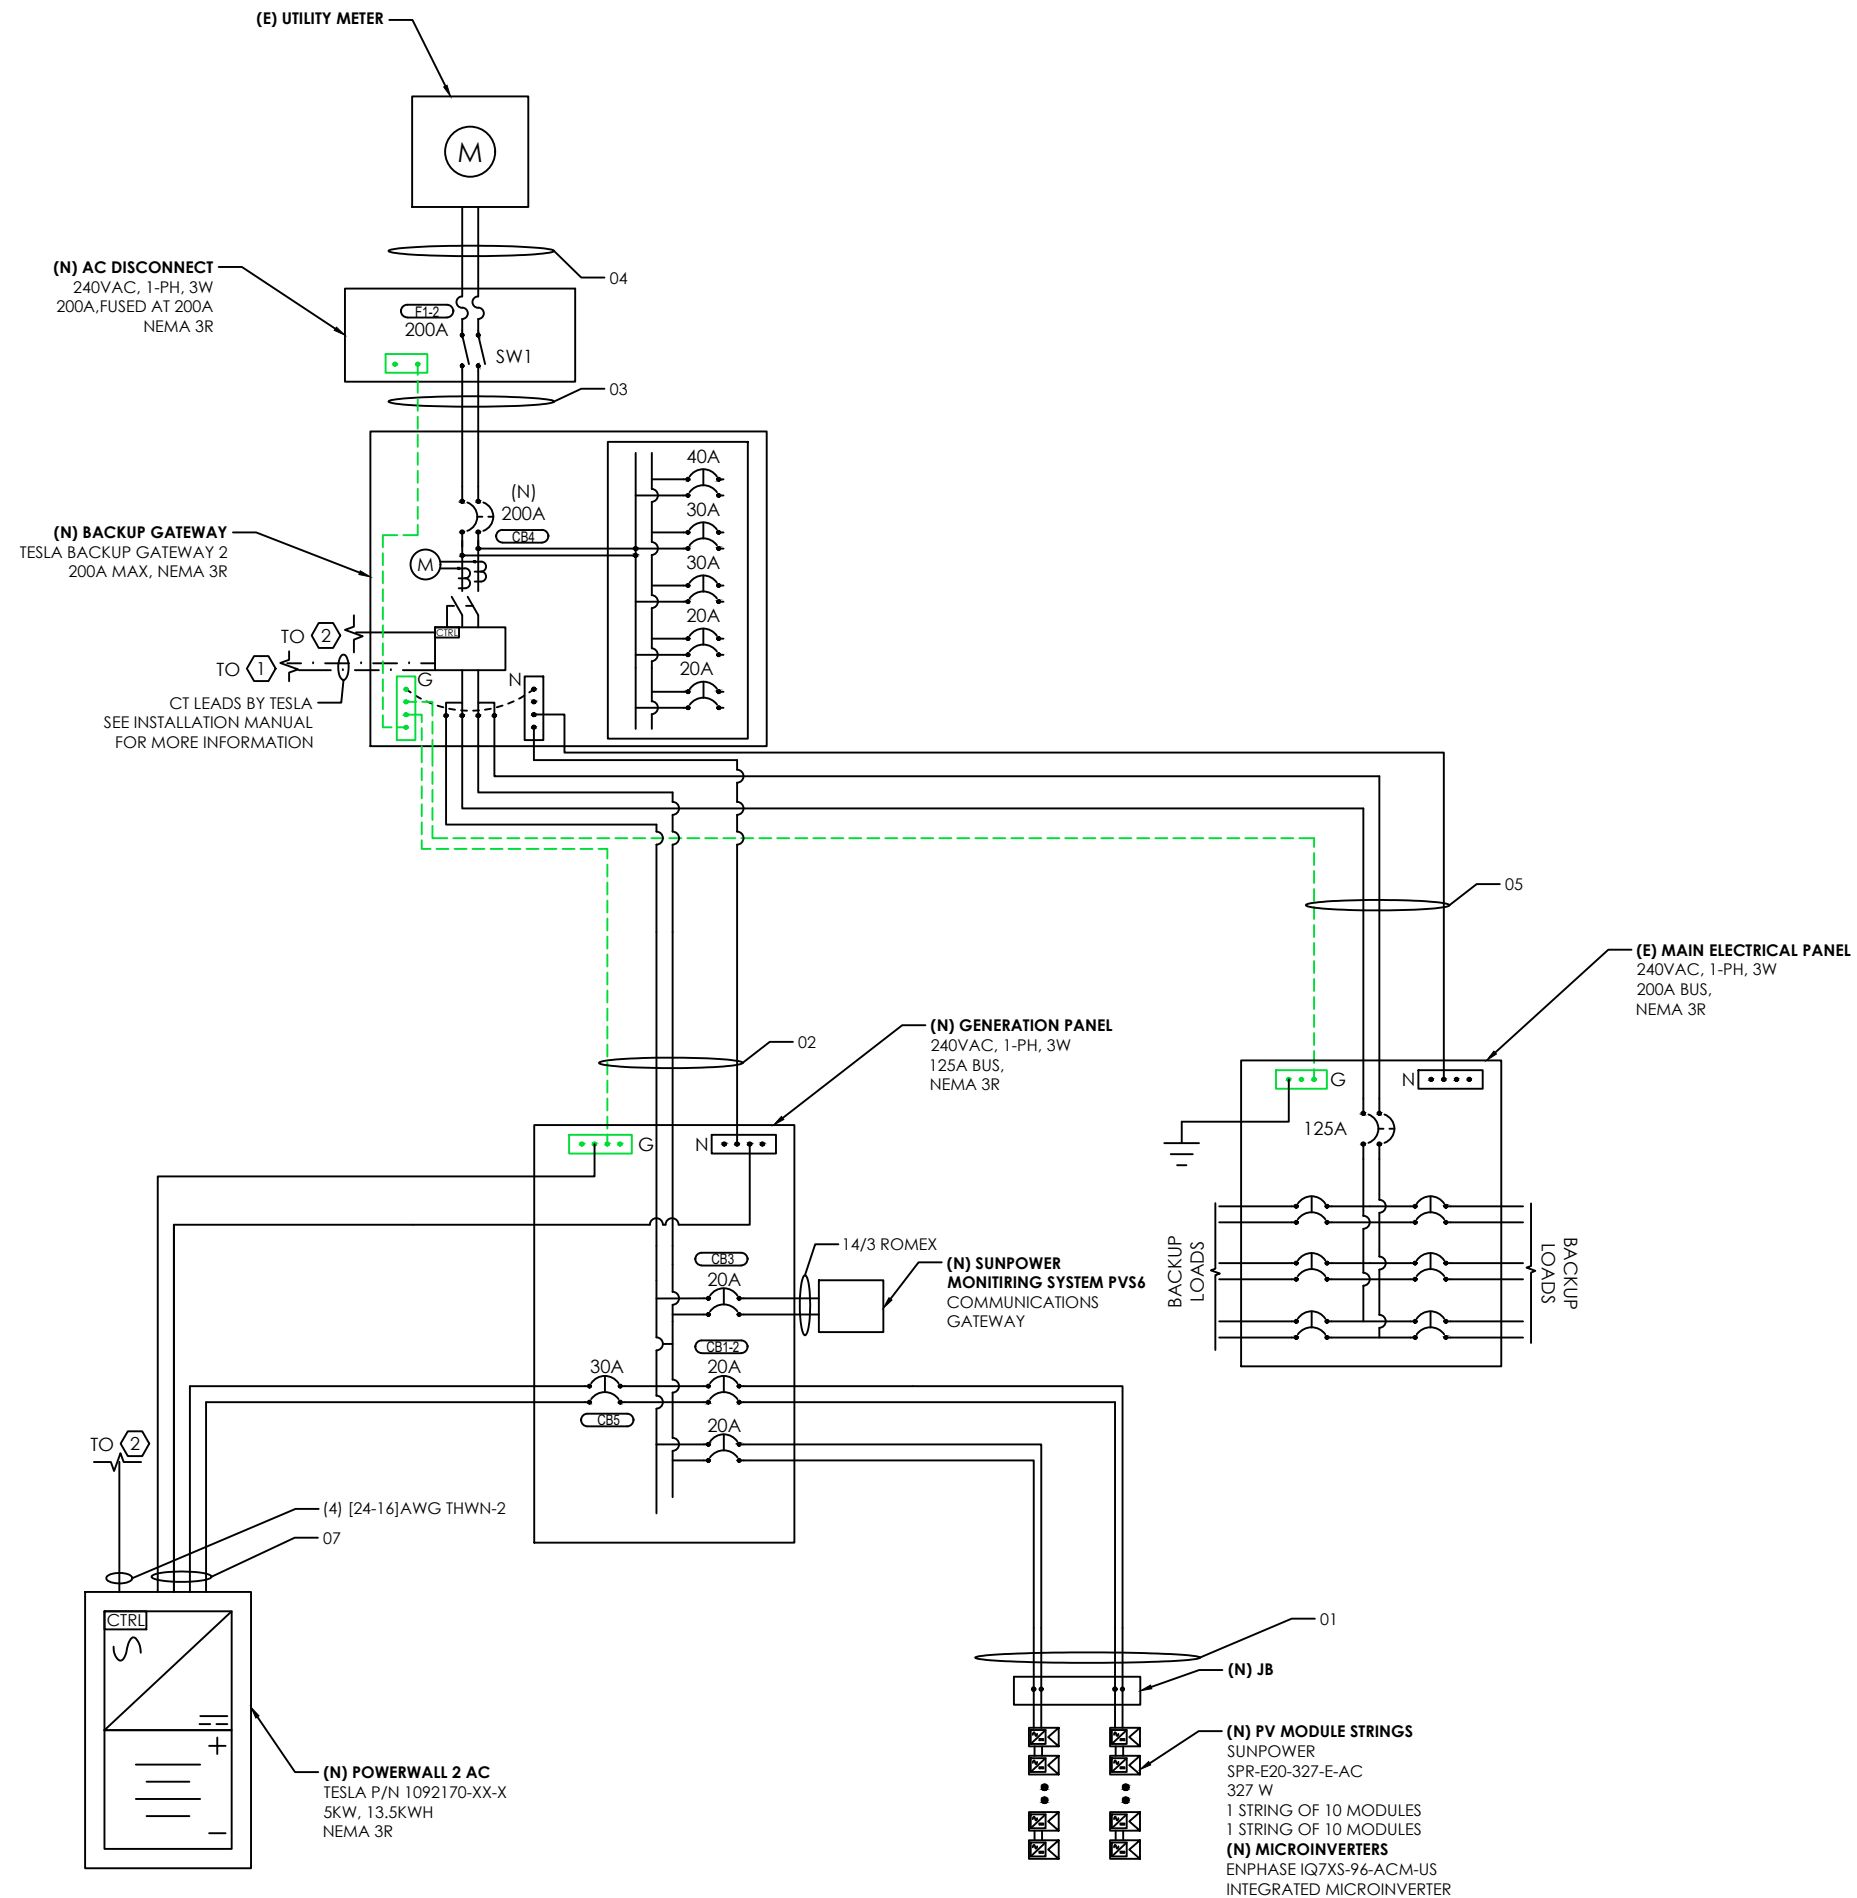 (E) UTILITY METER
M
04
(N) AC DISCONNECT
240VAC, 1-PH, 3W
200A,FUSED AT 200A
NEMA 3R
F1-2
200A
SW1
03
(N) BACKUP GATEWAY
TESLA BACKUP GATEWAY 2
200A MAX, NEMA 3R
(N)
200A
CB4
M
40A
30A
30A
20A
20A
CTRL
TO 2
TO 1
G
N
CT LEADS BY TESLA
SEE INSTALLATION MANUAL
FOR MORE INFORMATION
05
(E) MAIN ELECTRICAL PANEL
240VAC, 1-PH, 3W
200A BUS,
NEMA 3R
G
N
125A
BACKUP
LOADS
BACKUP
LOADS
02
(N) GENERATION PANEL
240VAC, 1-PH, 3W
125A BUS,
NEMA 3R
G
N
CB3
20A
14/3 ROMEX
(N) SUNPOWER
MONITIRING SYSTEM PVS6
COMMUNICATIONS
GATEWAY
CB1-2
30A
20A
CB5
20A
TO 2
(4) [24-16]AWG THWN-2
07
CTRL
(N) POWERWALL 2 AC
TESLA P/N 1092170-XX-X
5KW, 13.5KWH
NEMA 3R
01
(N) JB
(N) PV MODULE STRINGS
SUNPOWER
SPR-E20-327-E-AC
327 W
1 STRING OF 10 MODULES
1 STRING OF 10 MODULES
(N) MICROINVERTERS
ENPHASE IQ7XS-96-ACM-US
INTEGRATED MICROINVERTER